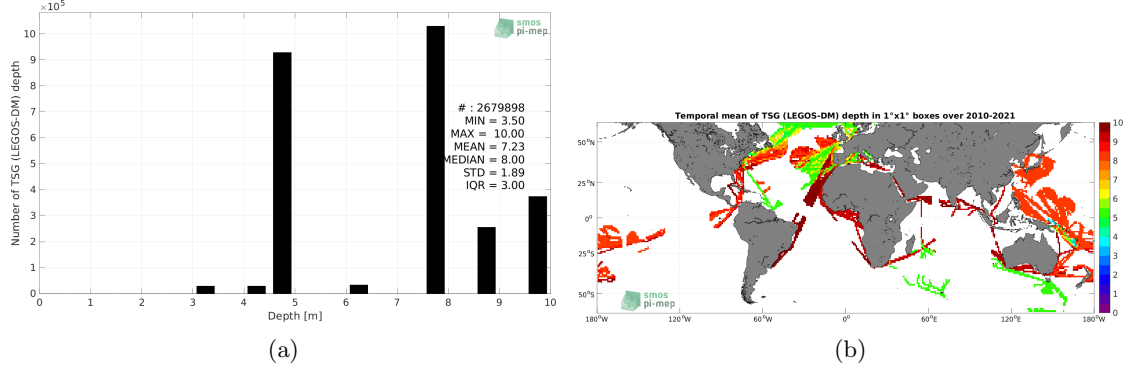 ×10⁵
10
9
8
7
6
5
4
3
2
1
0
Number of TSG (LEGOS-DM) depth
smos
pi-mep
# : 2679898
MIN = 3.50
MAX = 10.00
MEAN = 7.23
MEDIAN = 8.00
STD = 1.89
IQR = 3.00
0 1 2 3 4 5 6 7 8 9 10
Depth [m]
(a)
Temporal mean of TSG (LEGOS-DM) depth in 1°x1° boxes over 2010-2021
50°N
25°N
0°
25°S
50°S
180°W 120°W 60°W 0° 60°E 120°E 180°W
smos
pi-mep
10
9
8
7
6
5
4
3
2
1
0
(b)